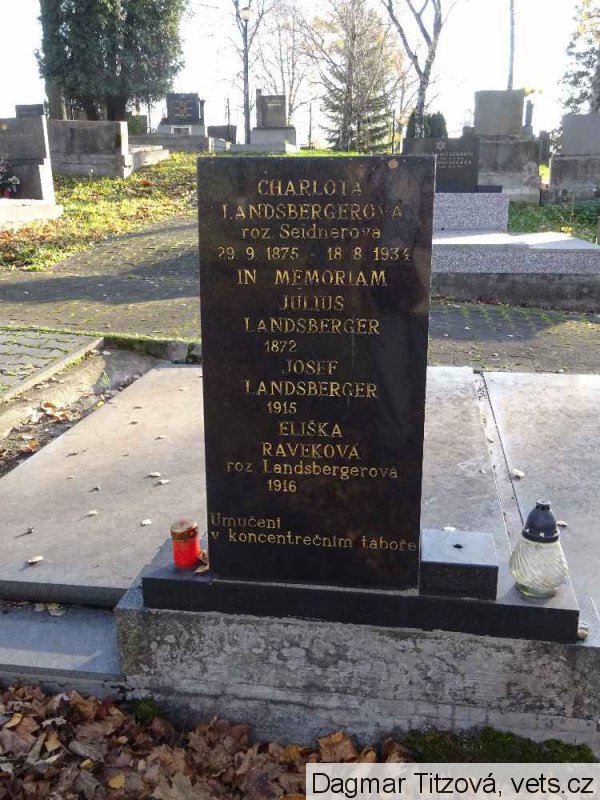 CHARLOTA
LANDSBERGEROVÁ
roz. Seidnerová
29. 9. 1875 - 18. 8. 1934
IN MEMORIAM
JULIUS
LANDSBERGER
1872
JOSEF
LANDSBERGER
1915
ELIŠKA
RAVEKOVÁ
roz. Landsbergerová
1916
Umučeni
v koncentrečním táboře
Dagmar Titzová, vets.cz